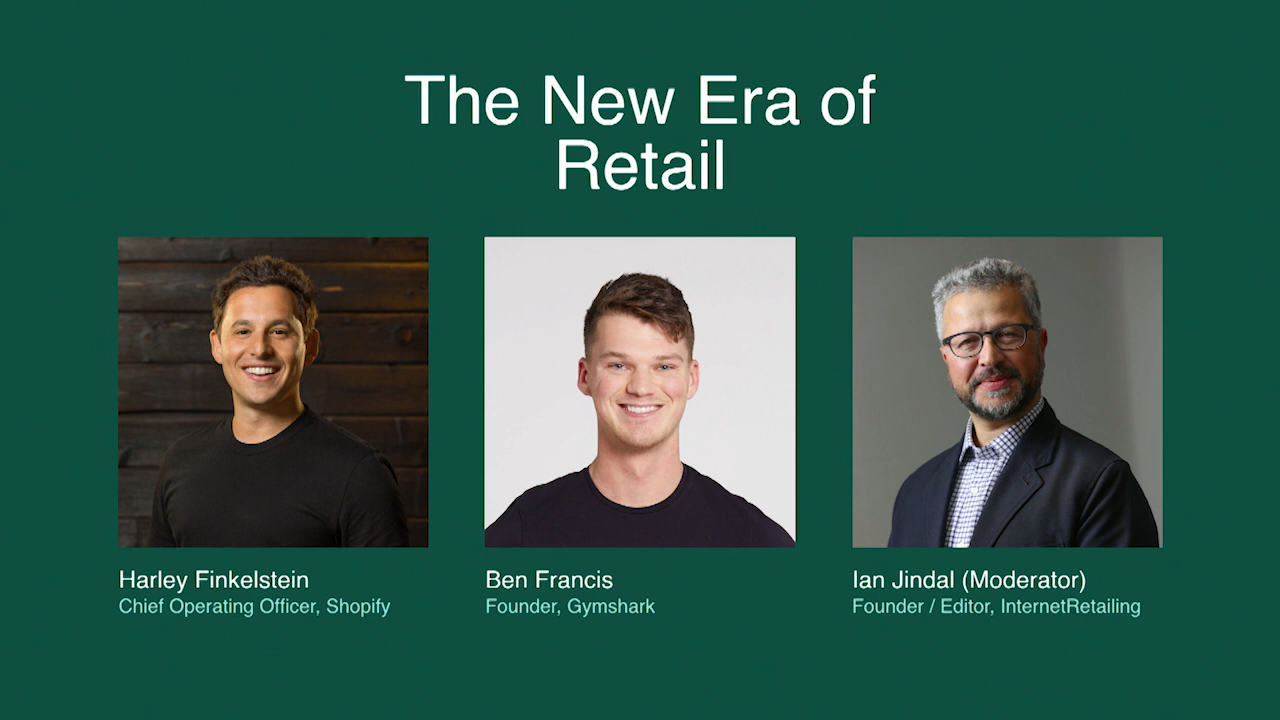 The New Era of
Retail
Harley Finkelstein
Chief Operating Officer, Shopify
Ben Francis
Founder, Gymshark
Ian Jindal (Moderator)
Founder / Editor, InternetRetailing